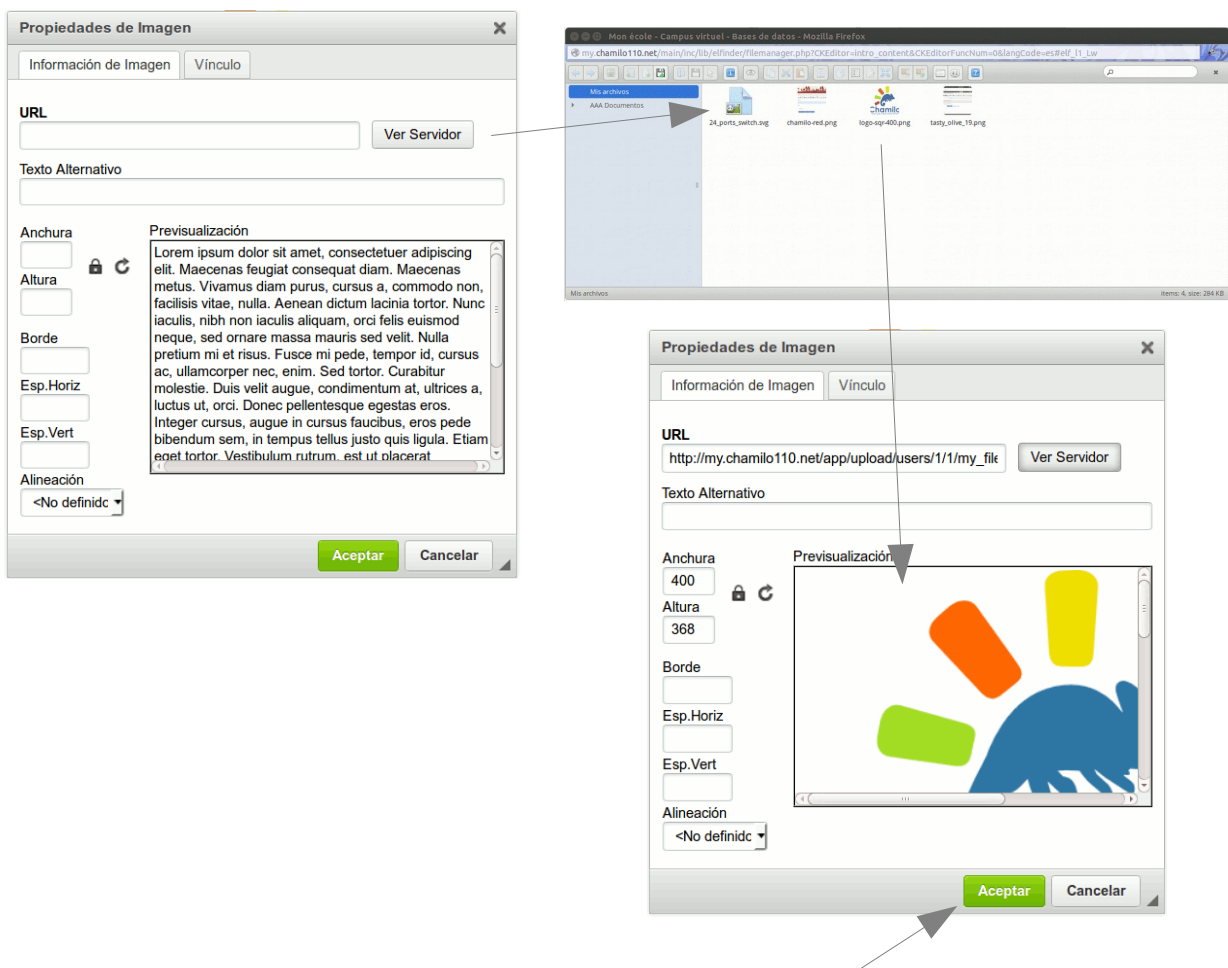 Propiedades de Imagen
Información de Imagen
Vínculo
URL
Ver Servidor
Texto Alternativo
Anchura
Altura
Borde
Esp.Horiz
Esp.Vert
Alineación
<No definidc
Previsualización
Lorem ipsum dolor sit amet, consectetuer adipiscing
elit. Maecenas feugiat consequat diam. Maecenas
metus. Vivamus diam purus, cursus a, commodo non,
facilisis vitae, nulla. Aenean dictum lacinia tortor. Nunc
iaculis, nibh non iaculis aliquam, orci felis euismod
neque, sed ornare massa mauris sed velit. Nulla
pretium mi et risus. Fusce mi pede, tempor id, cursus
ac, ullamcorper nec, enim. Sed tortor. Curabitur
molestie. Duis velit augue, condimentum at, ultrices a,
luctus ut, orci. Donec pellentesque egestas eros.
Integer cursus, augue in cursus faucibus, eros pede
bibendum sem, in tempus tellus justo quis ligula. Etiam
eget tortor. Vestibulum rutrum, est ut placerat
Aceptar
Cancelar
Mon école - Campus virtuel - Bases de datos - Mozilla Firefox
my.chamilo110.net/main/inc/lib/elfinder/filemanager.php?CKEditor=intro_content&CKEditorFuncNum=0&langCode=es#elf_l1_Lw
Mis archivos
AAA Documentos
24_ports_switch.svg
chamilo-red.png
Chamilo
logo-sqr-400.png
tasty_olive_19.png
Mis archivos
items: 4, size: 284 KB
Propiedades de Imagen
Información de Imagen
Vínculo
URL
http://my.chamilo110.net/app/upload/users/1/1/my_file
Ver Servidor
Texto Alternativo
Anchura
400
Altura
368
Borde
Esp.Horiz
Esp.Vert
Alineación
<No definidc
Previsualización
Aceptar
Cancelar